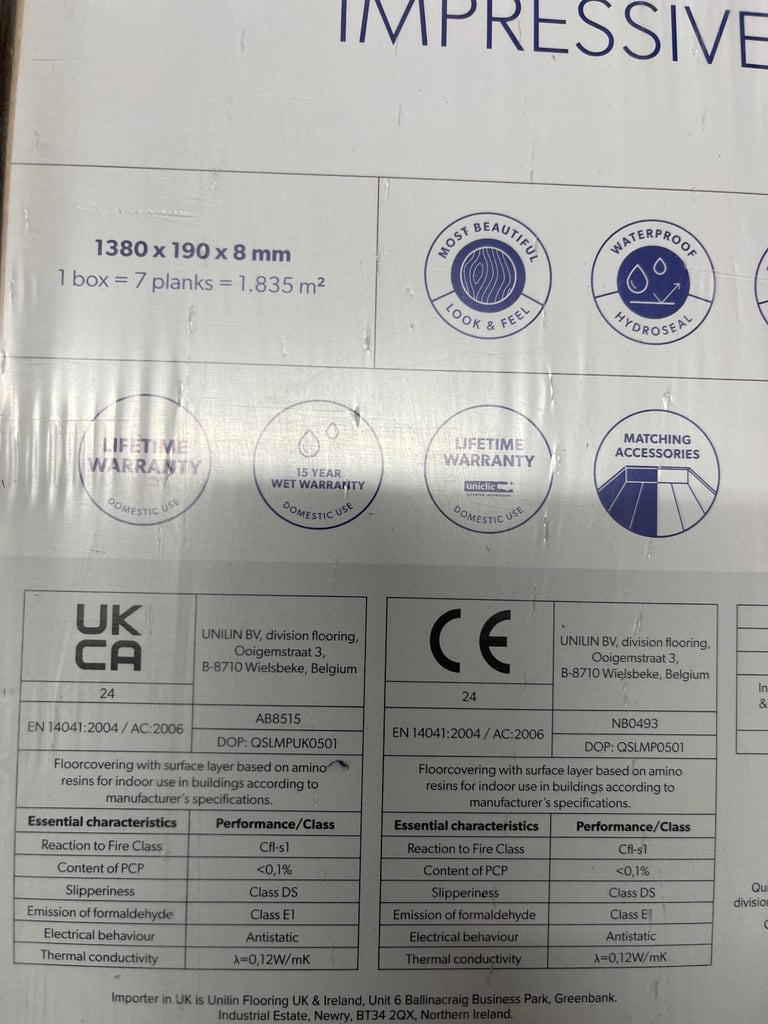 IMPRESSIVE
1380 x 190 x 8 mm
1 box = 7 planks = 1.835 m²
MOST BEAUTIFUL
LOOK & FEEL
WATERPROOF
HYDROSEAL
LIFETIME
WARRANTY
DOMESTIC USE
15 YEAR
WET WARRANTY
DOMESTIC USE
LIFETIME
WARRANTY
uniclic
DOMESTIC USE
MATCHING
ACCESSORIES
UK
CA
24
UNILIN BV, division flooring,
Ooigemstraat 3,
B-8710 Wielsbeke, Belgium
EN 14041:2004 / AC:2006
AB8515
DOP: QSLMPUK0501
Floorcovering with surface layer based on amino
resins for indoor use in buildings according to
manufacturer's specifications.
Essential characteristics Performance/Class
Reaction to Fire Class Cfl-s1
Content of PCP <0,1%
Slipperiness Class DS
Emission of formaldehyde Class E1
Electrical behaviour Antistatic
Thermal conductivity λ=0,12W/mK
CE
24
UNILIN BV, division flooring,
Ooigemstraat 3,
B-8710 Wielsbeke, Belgium
EN 14041:2004 / AC:2006
NB0493
DOP: QSLMP0501
Floorcovering with surface layer based on amino
resins for indoor use in buildings according to
manufacturer's specifications.
Essential characteristics Performance/Class
Reaction to Fire Class Cfl-s1
Content of PCP <0,1%
Slipperiness Class DS
Emission of formaldehyde Class E1
Electrical behaviour Antistatic
Thermal conductivity λ=0,12W/mK
In
&
Qui
division
Importer in UK is Unilin Flooring UK & Ireland, Unit 6 Ballinacraig Business Park, Greenbank.
Industrial Estate, Newry, BT34 2QX, Northern Ireland.